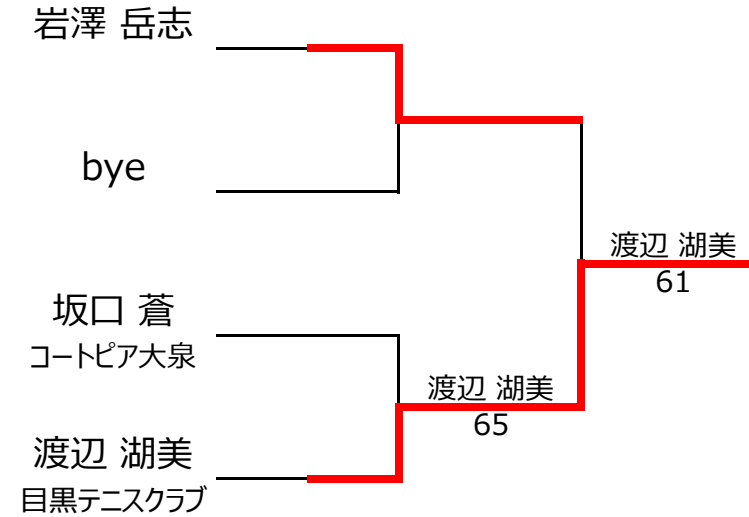 岩澤 岳志
bye
渡辺 湖美
61
坂口 蒼
コートピア大泉
渡辺 湖美
65
渡辺 湖美
目黒テニスクラブ